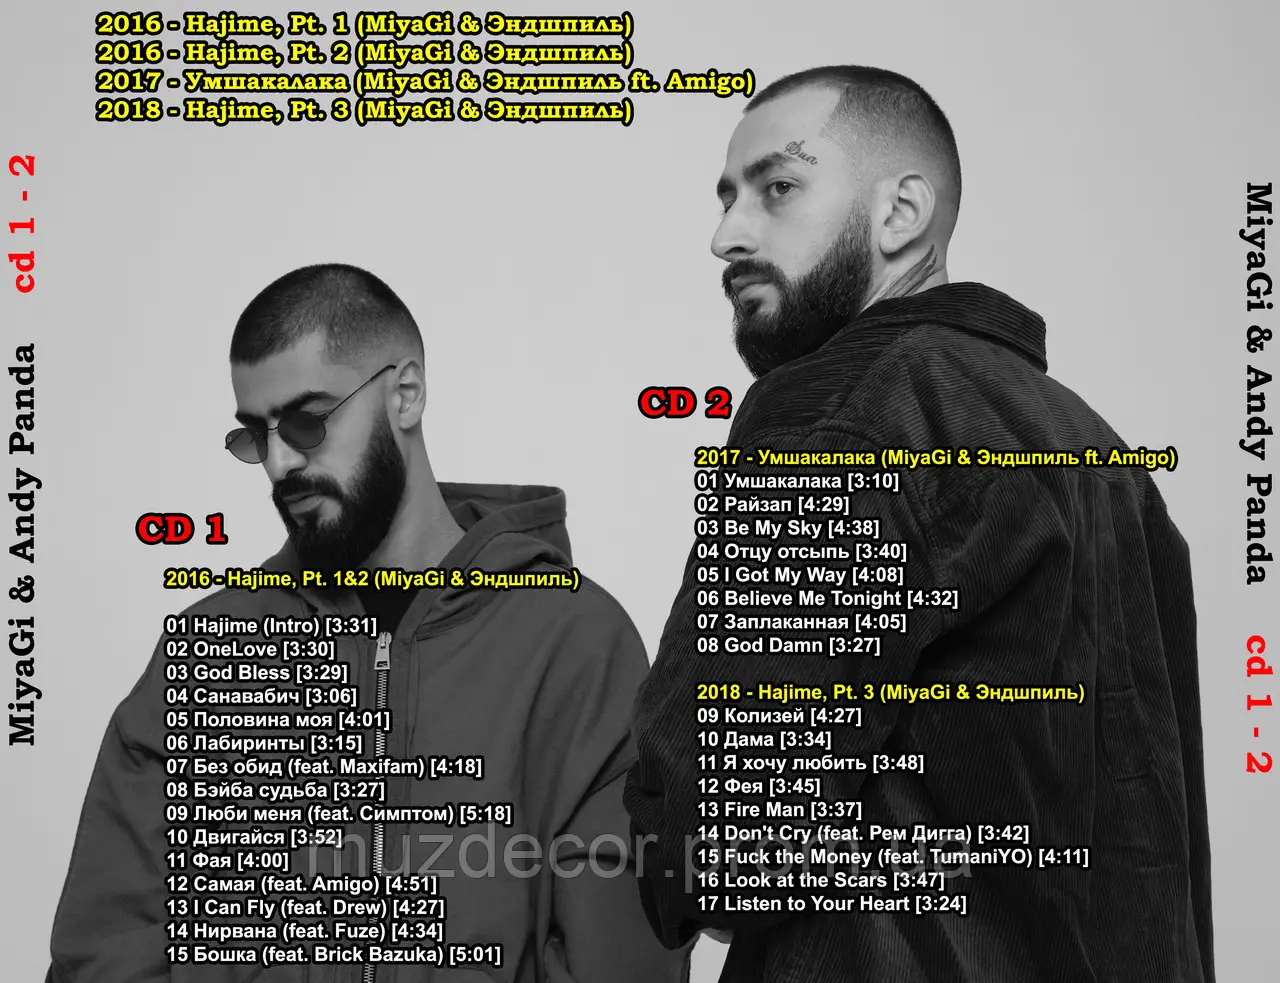 2016 - Hajime, Pt. 1 (MiyaGi & Эндшпиль)
2016 - Hajime, Pt. 2 (MiyaGi & Эндшпиль)
2017 - Умшакалака (MiyaGi & Эндшпиль ft. Amigo)
2018 - Hajime, Pt. 3 (MiyaGi & Эндшпиль)
MiyaGi & Andy Panda cd 1 - 2
Sun
CD 1
2016 - Hajime, Pt. 1&2 (MiyaGi & Эндшпиль)
01 Hajime (Intro) [3:31]
02 OneLove [3:30]
03 God Bless [3:29]
04 Санавабич [3:06]
05 Половина моя [4:01]
06 Лабиринты [3:15]
07 Без обид (feat. Maxifam) [4:18]
08 Бэйба судьба [3:27]
09 Люби меня (feat. Симптом) [5:18]
10 Двигайся [3:52]
11 Фая [4:00]
12 Самая (feat. Amigo) [4:51]
13 I Can Fly (feat. Drew) [4:27]
14 Нирвана (feat. Fuze) [4:34]
15 Бошка (feat. Brick Bazuka) [5:01]
CD 2
2017 - Умшакалака (MiyaGi & Эндшпиль ft. Amigo)
01 Умшакалака [3:10]
02 Райзап [4:29]
03 Be My Sky [4:38]
04 Отцу отсыпь [3:40]
05 I Got My Way [4:08]
06 Believe Me Tonight [4:32]
07 Заплаканная [4:05]
08 God Damn [3:27]
2018 - Hajime, Pt. 3 (MiyaGi & Эндшпиль)
09 Колизей [4:27]
10 Дама [3:34]
11 Я хочу любить [3:48]
12 Фея [3:45]
13 Fire Man [3:37]
14 Don't Cry (feat. Рем Дигга) [3:42]
15 Fuck the Money (feat. TumaniYO) [4:11]
16 Look at the Scars [3:47]
17 Listen to Your Heart [3:24]
muzdecor.prom.ua
MiyaGi & Andy Panda cd 1 - 2